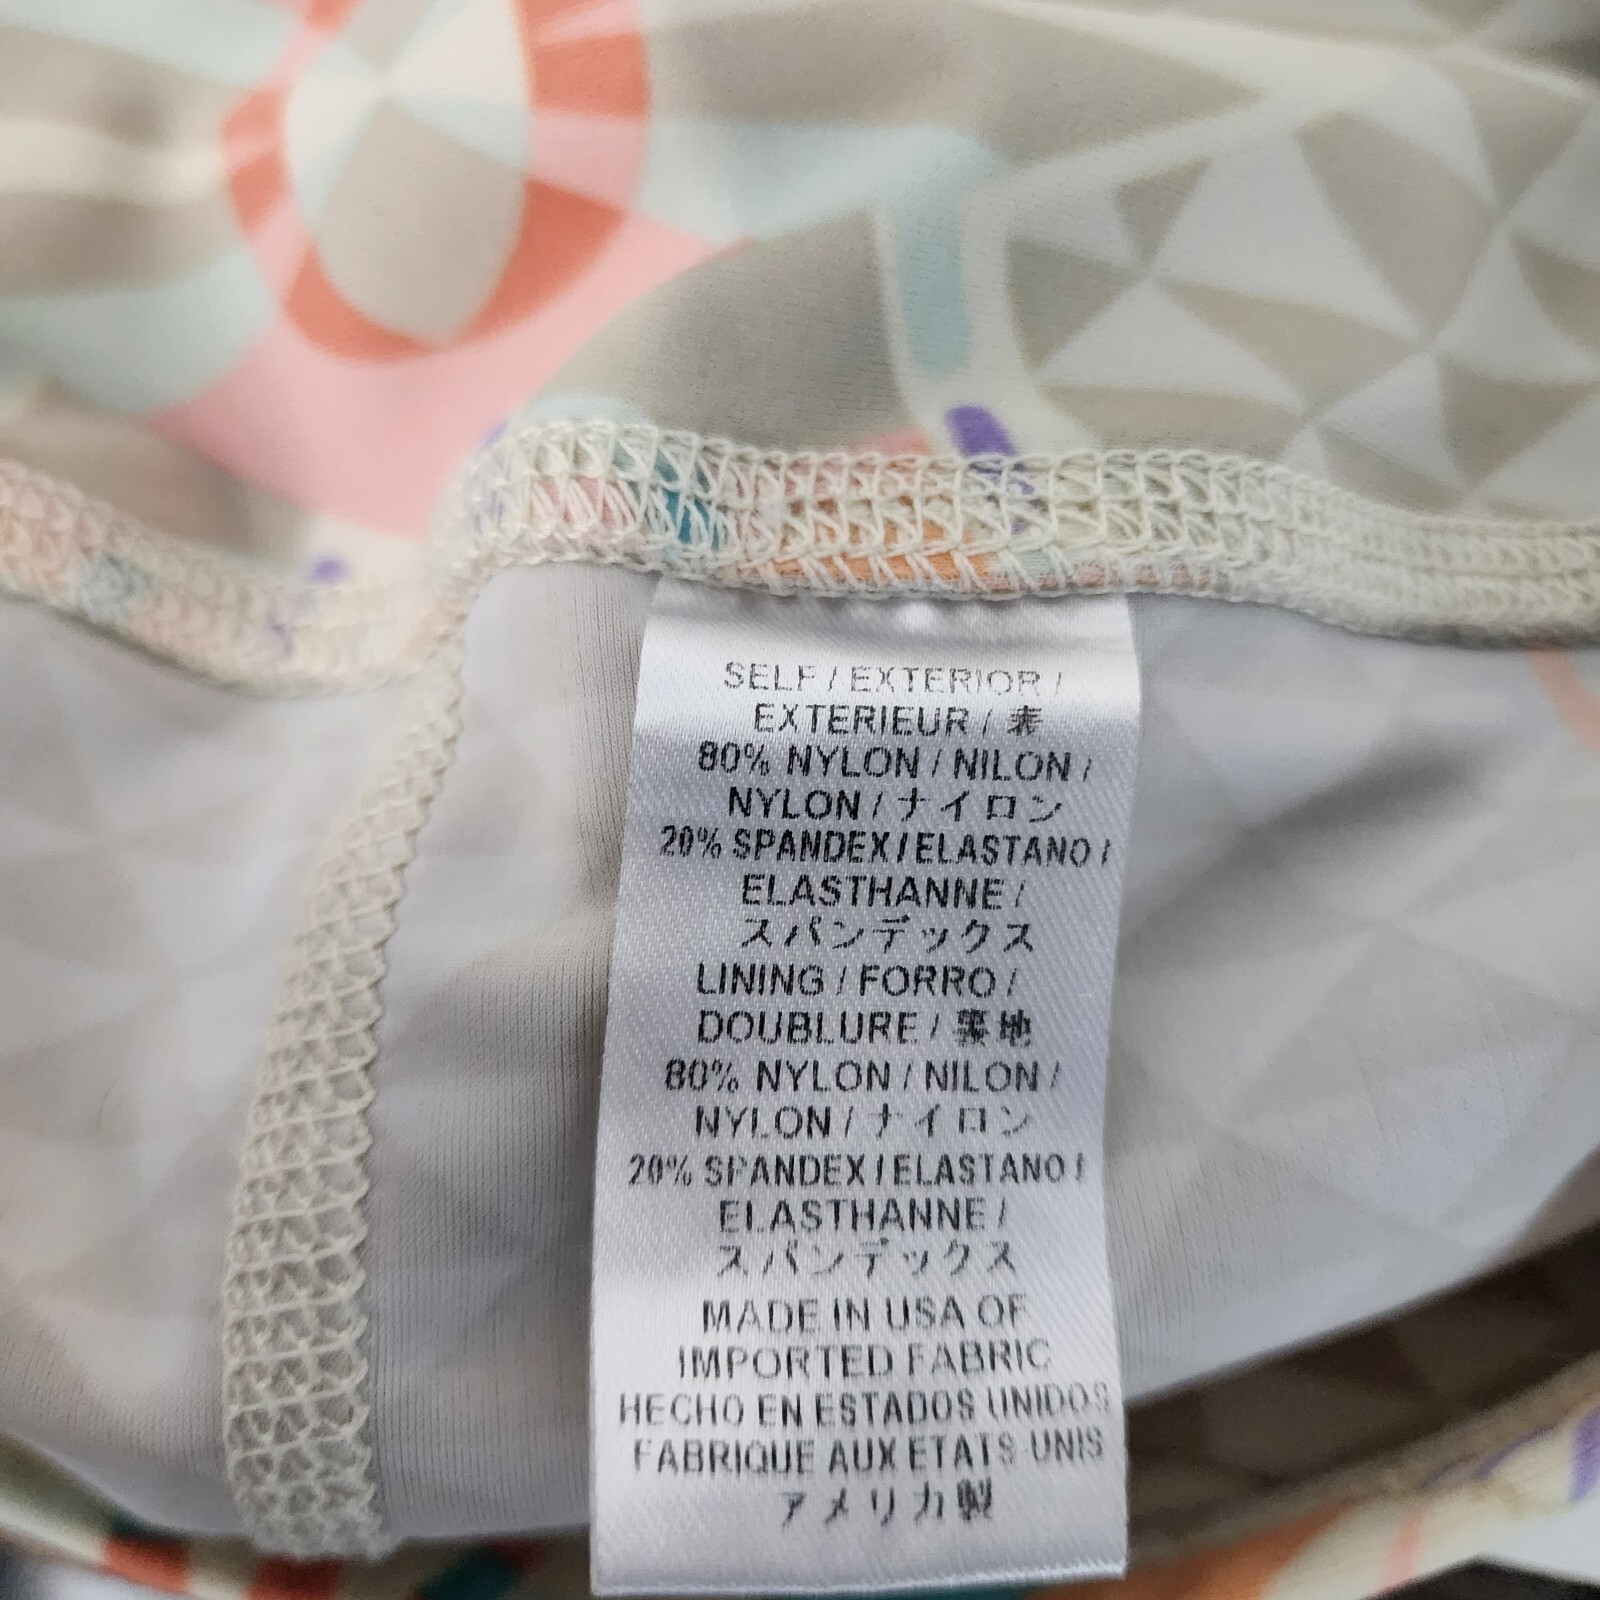 SELF / EXTERIOR /
EXTERIEUR / 表
80% NYLON / NILON /
NYLON / ナイロン
20% SPANDEX / ELASTANO /
ELASTHANNE /
スパンデックス
LINING / FORRO /
DOUBLURE / 裏地
80% NYLON / NILON /
NYLON / ナイロン
20% SPANDEX / ELASTANO /
ELASTHANNE /
スパンデックス
MADE IN USA OF
IMPORTED FABRIC
HECHO EN ESTADOS UNIDOS
FABRIQUE AUX ETATS-UNIS
アメリカ製